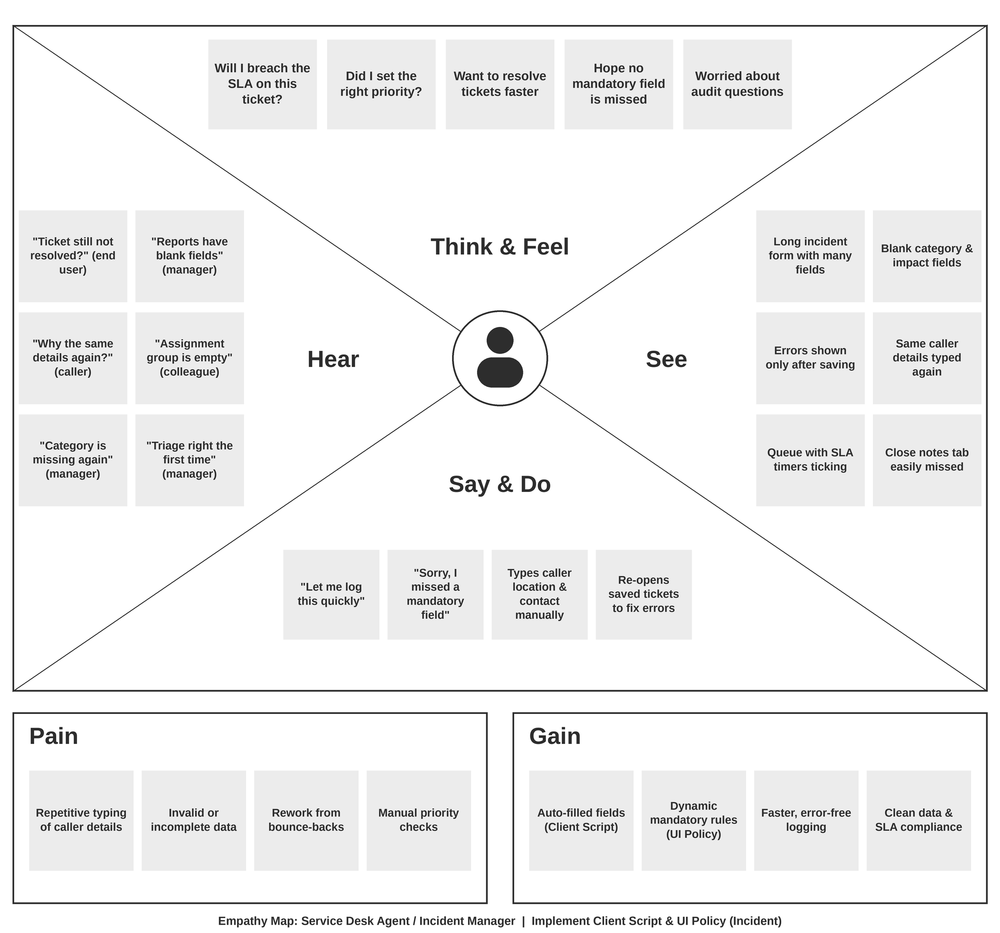 Will I breach the
SLA on this
ticket?
Did I set the
right priority?
Want to resolve
tickets faster
Hope no
mandatory field
is missed
Worried about
audit questions
Think & Feel
"Ticket still not
resolved?" (end
user)
"Reports have
blank fields"
(manager)
"Why the same
details again?"
(caller)
"Assignment
group is empty"
(colleague)
"Category is
missing again"
(manager)
"Triage right the
first time"
(manager)
Hear
See
Long incident
form with many
fields
Blank category &
impact fields
Errors shown
only after saving
Same caller
details typed
again
Queue with SLA
timers ticking
Close notes tab
easily missed
Say & Do
"Let me log
this quickly"
"Sorry, I
missed a
mandatory
field"
Types caller
location &
contact
manually
Re-opens
saved tickets
to fix errors
Pain
Repetitive typing
of caller details
Invalid or
incomplete data
Rework from
bounce-backs
Manual priority
checks
Gain
Auto-filled fields
(Client Script)
Dynamic
mandatory rules
(UI Policy)
Faster, error-free
logging
Clean data &
SLA compliance
Empathy Map: Service Desk Agent / Incident Manager | Implement Client Script & UI Policy (Incident)